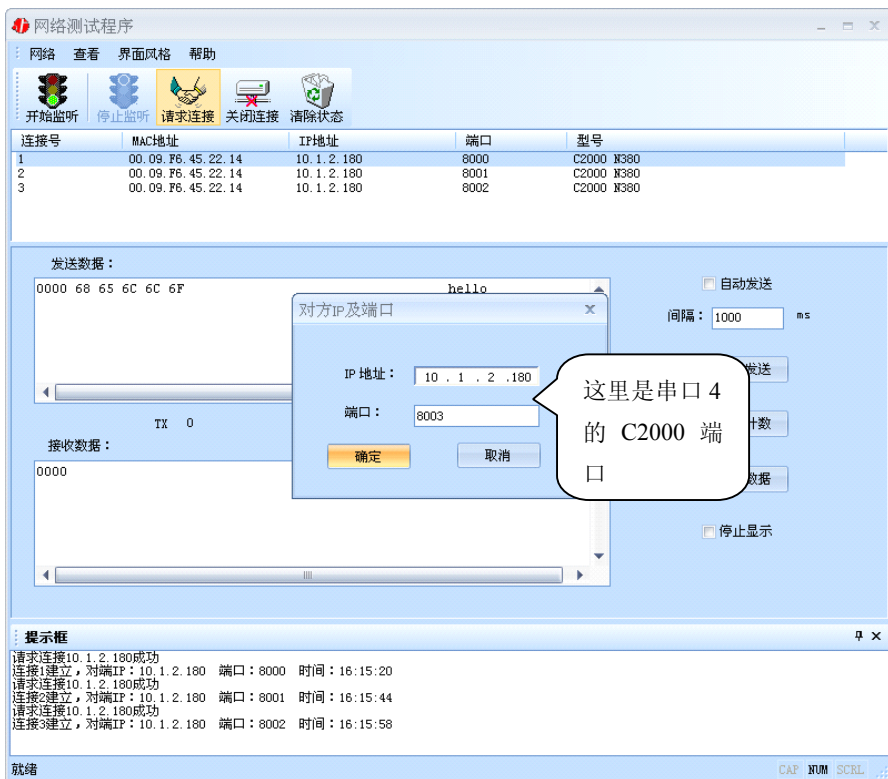 网络测试程序
网络 查看 界面风格 帮助
开始监听 停止监听 请求连接 关闭连接 清除状态
连接号 MAC地址 IP地址 端口 型号
1 00.09.F6.45.22.14 10.1.2.180 8000 C2000 N380
2 00.09.F6.45.22.14 10.1.2.180 8001 C2000 N380
3 00.09.F6.45.22.14 10.1.2.180 8002 C2000 N380
发送数据：
0000 68 65 6C 6C 6F hello
自动发送
间隔： 1000 ms
对方IP及端口
IP地址： 10 . 1 . 2 .180
端口： 8003
确定 取消
这里是串口 4
的 C2000 端
口
发送
计数
数据
停止显示
TX 0
接收数据：
0000
提示框
请求连接10.1.2.180成功
连接1建立，对端IP：10.1.2.180 端口：8000 时间：16:15:20
请求连接10.1.2.180成功
连接2建立，对端IP：10.1.2.180 端口：8001 时间：16:15:44
请求连接10.1.2.180成功
连接3建立，对端IP：10.1.2.180 端口：8002 时间：16:15:58
就绪 CAP NUM SCRL